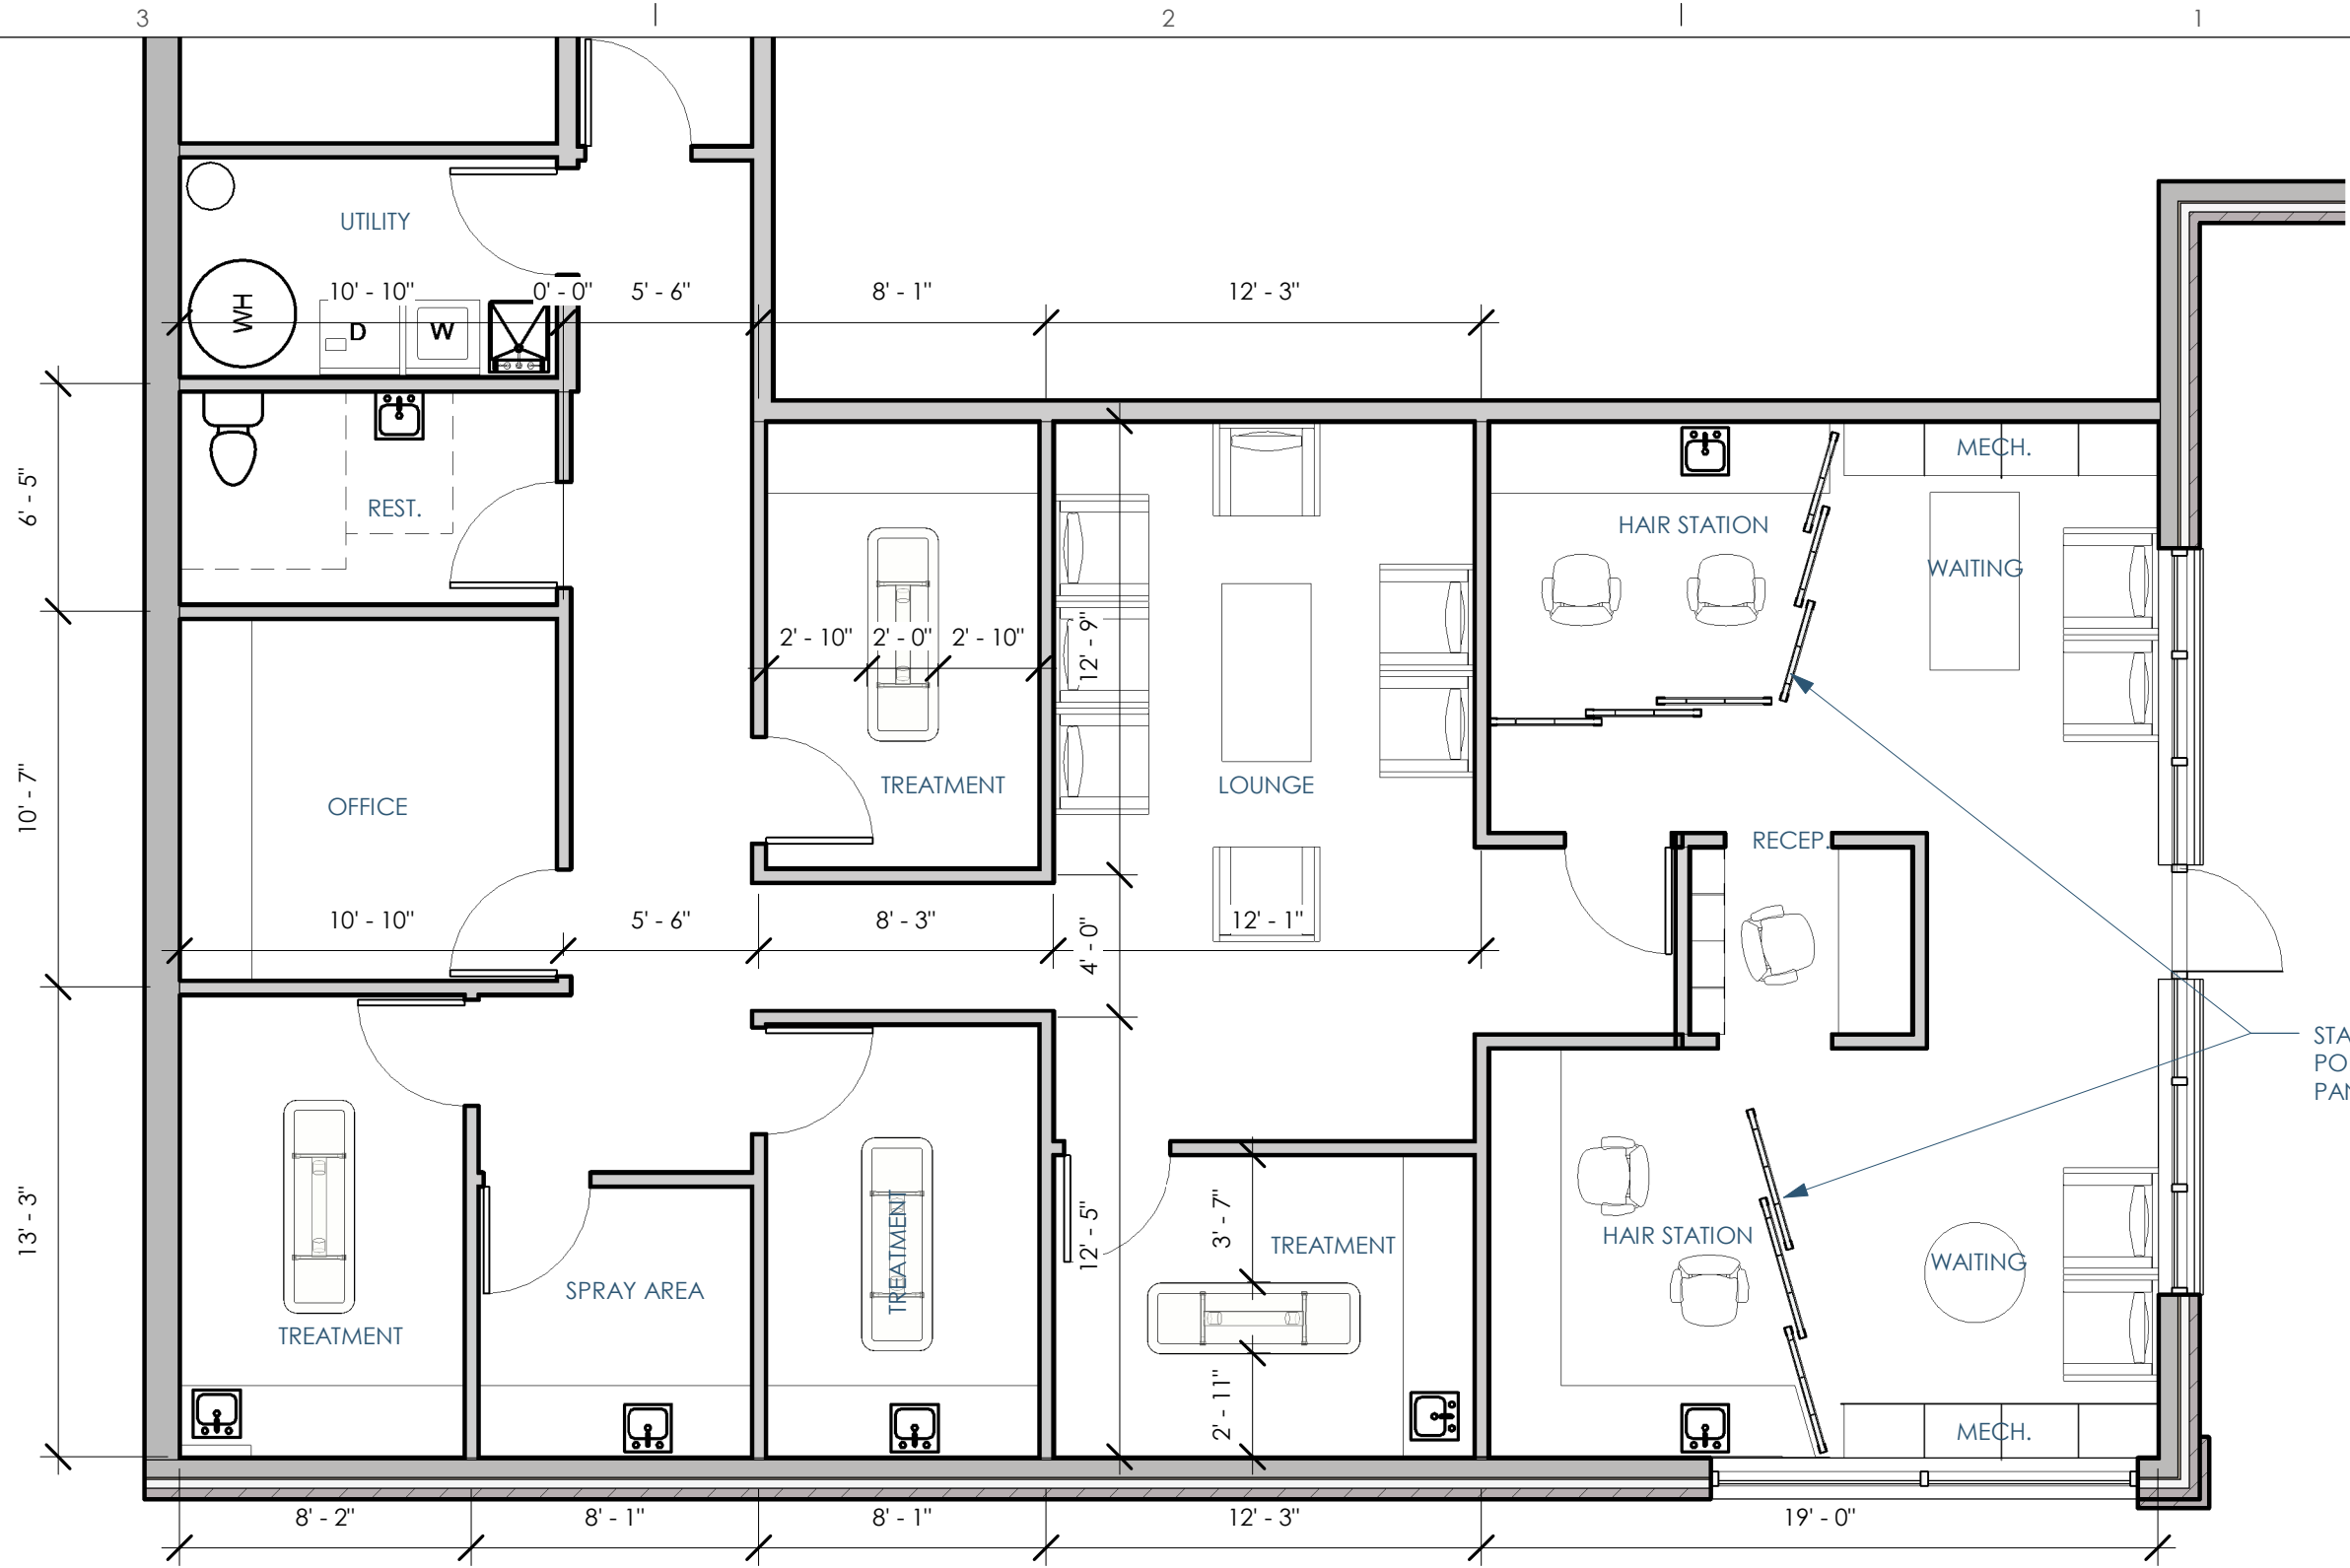 3 2 1
UTILITY
10' - 10" 0' - 0" 5' - 6" 8' - 1" 12' - 3"
WH
D
W
MECH.
6' - 5"
REST.
HAIR STATION
WAITING
2' - 10" 2' - 0" 2' - 10"
12' - 9"
10' - 7"
OFFICE
TREATMENT
LOUNGE
RECEP.
10' - 10" 5' - 6" 8' - 3" 12' - 1"
4' - 0"
STA
PO
PAN
13' - 3"
TREATMENT
12' - 5"
3' - 7"
TREATMENT
HAIR STATION
WAITING
SPRAY AREA
TREATMENT
2' - 11"
MECH.
8' - 2" 8' - 1" 8' - 1" 12' - 3" 19' - 0"